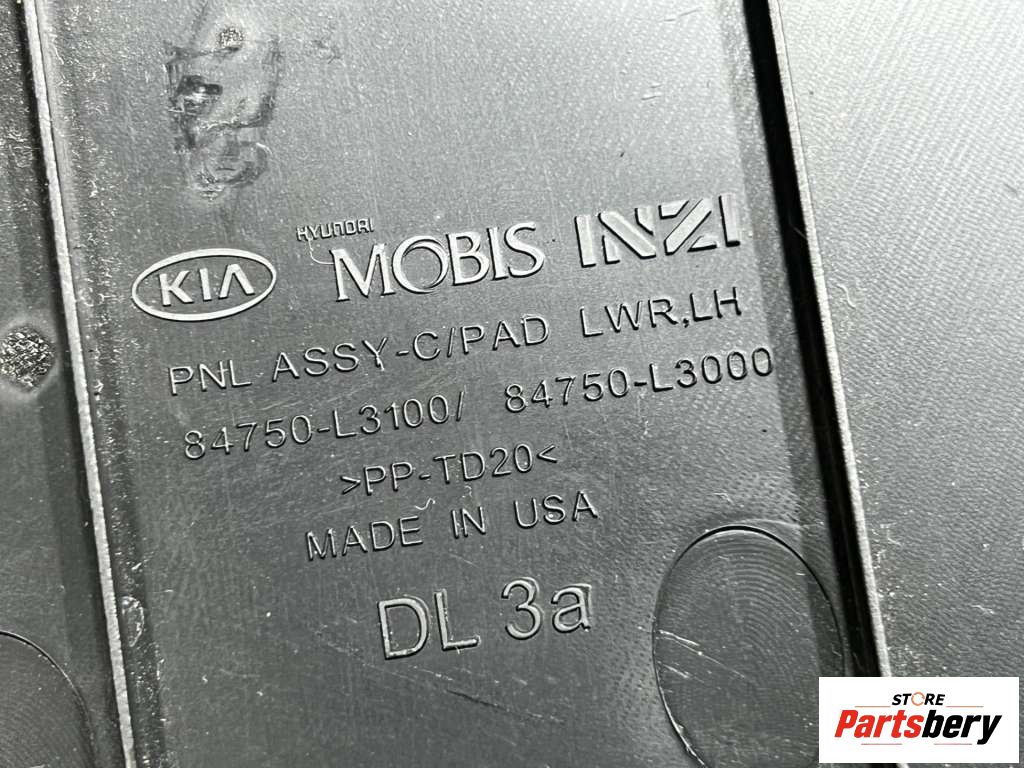 KIA HYUNDAI MOBIS INZI
PNL ASSY-C/PAD LWR,LH
84750-L3100/ 84750-L3000
>PP-TD20<
MADE IN USA
DL 3a
STORE
Partsbery